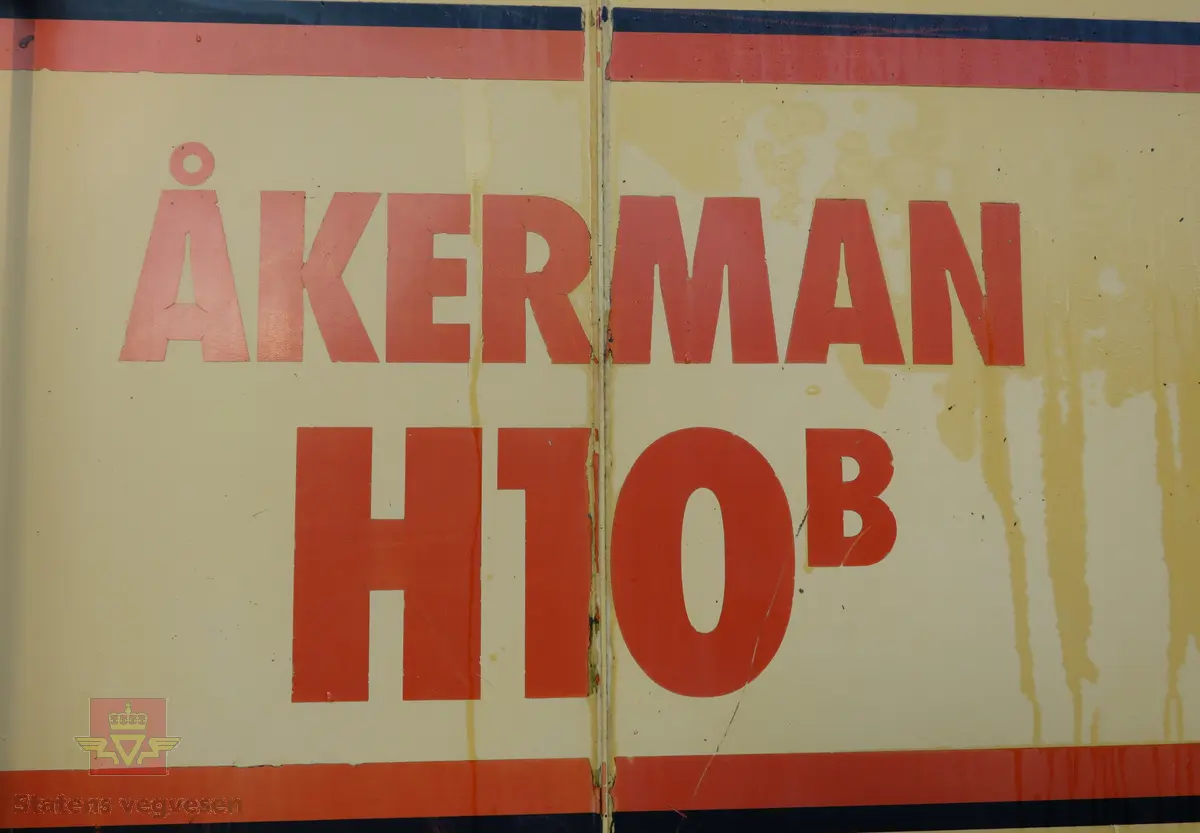 ÅKERMAN
H10B
Statens vegvesen